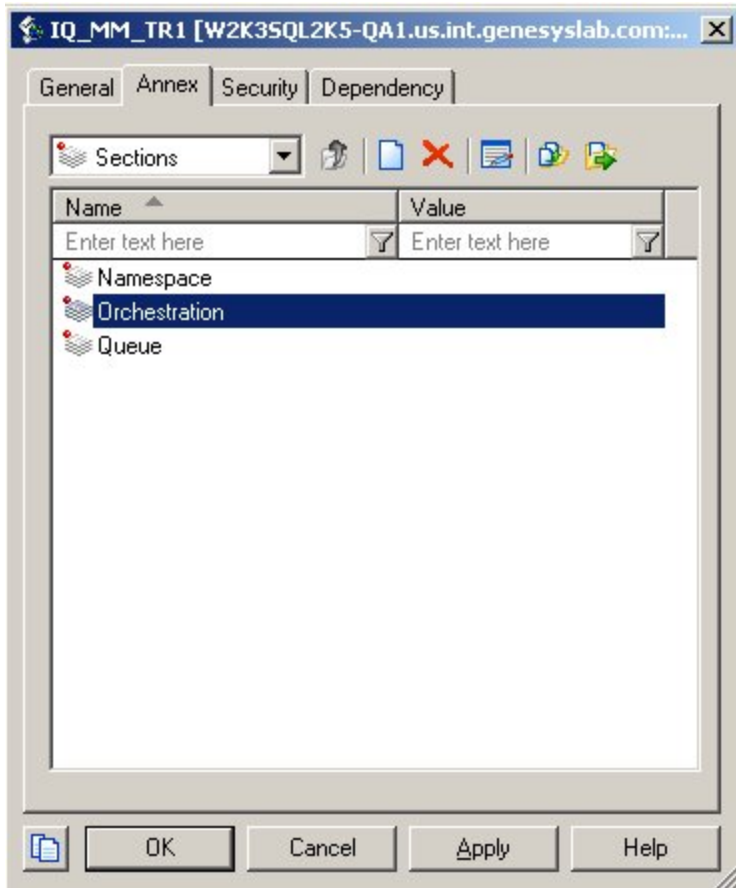 IQ_MM_TR1 [W2K3SQL2K5-QA1.us.int.genesyslab.com:...
General Annex Security Dependency
Sections
Name Value
Enter text here Enter text here
Namespace
Orchestration
Queue
OK Cancel Apply Help